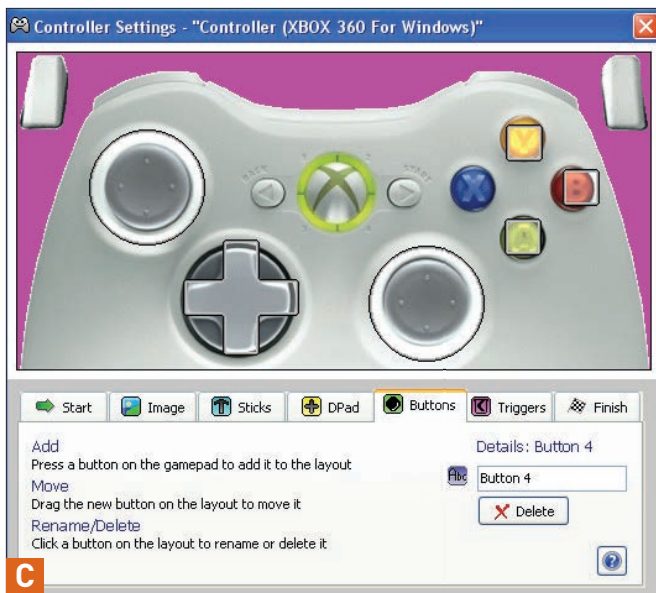 Controller Settings - "Controller (XBOX 360 For Windows)"
BACK
START
Y
X
B
A
Start
Image
Sticks
DPad
Buttons
Triggers
Finish
Add
Press a button on the gamepad to add it to the layout
Move
Drag the new button on the layout to move it
Rename/Delete
Click a button on the layout to rename or delete it
Details: Button 4
Abc
Button 4
Delete
C